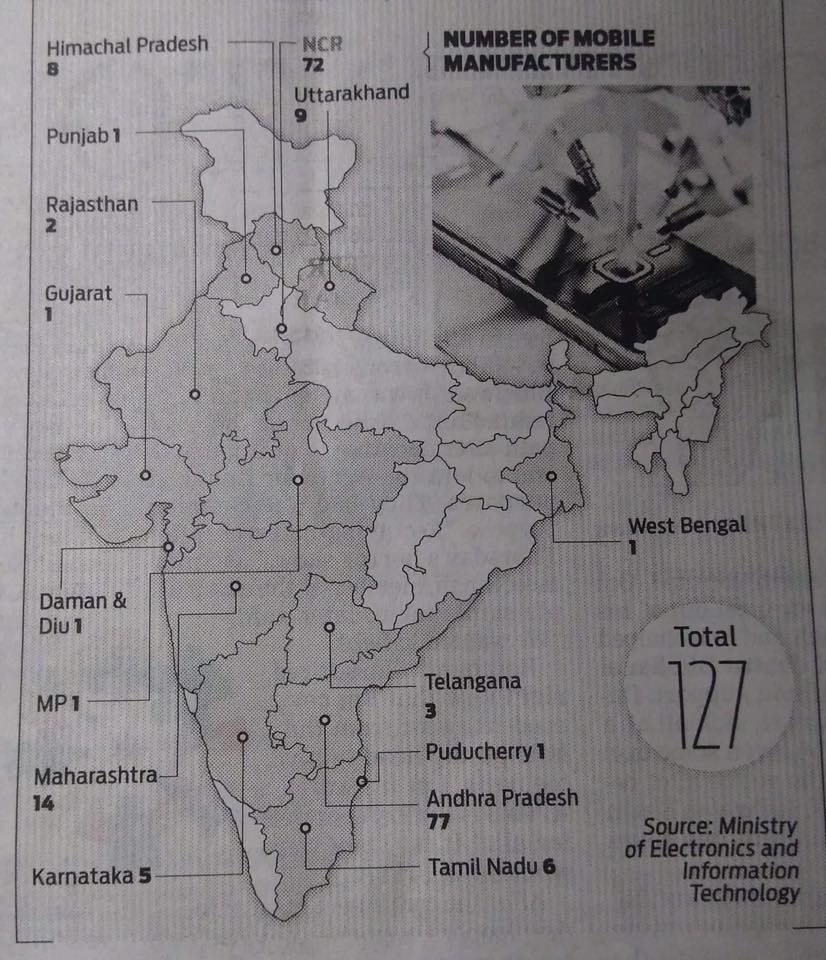 NUMBER OF MOBILE
MANUFACTURERS
Himachal Pradesh
8
NCR
72
Uttarakhand
9
Punjab 1
Rajasthan
2
Gujarat
1
West Bengal
1
Daman &
Diu 1
MP 1
Maharashtra
14
Karnataka 5
Telangana
3
Puducherry 1
Andhra Pradesh
77
Tamil Nadu 6
Total
127
Source: Ministry
of Electronics and
Information
Technology